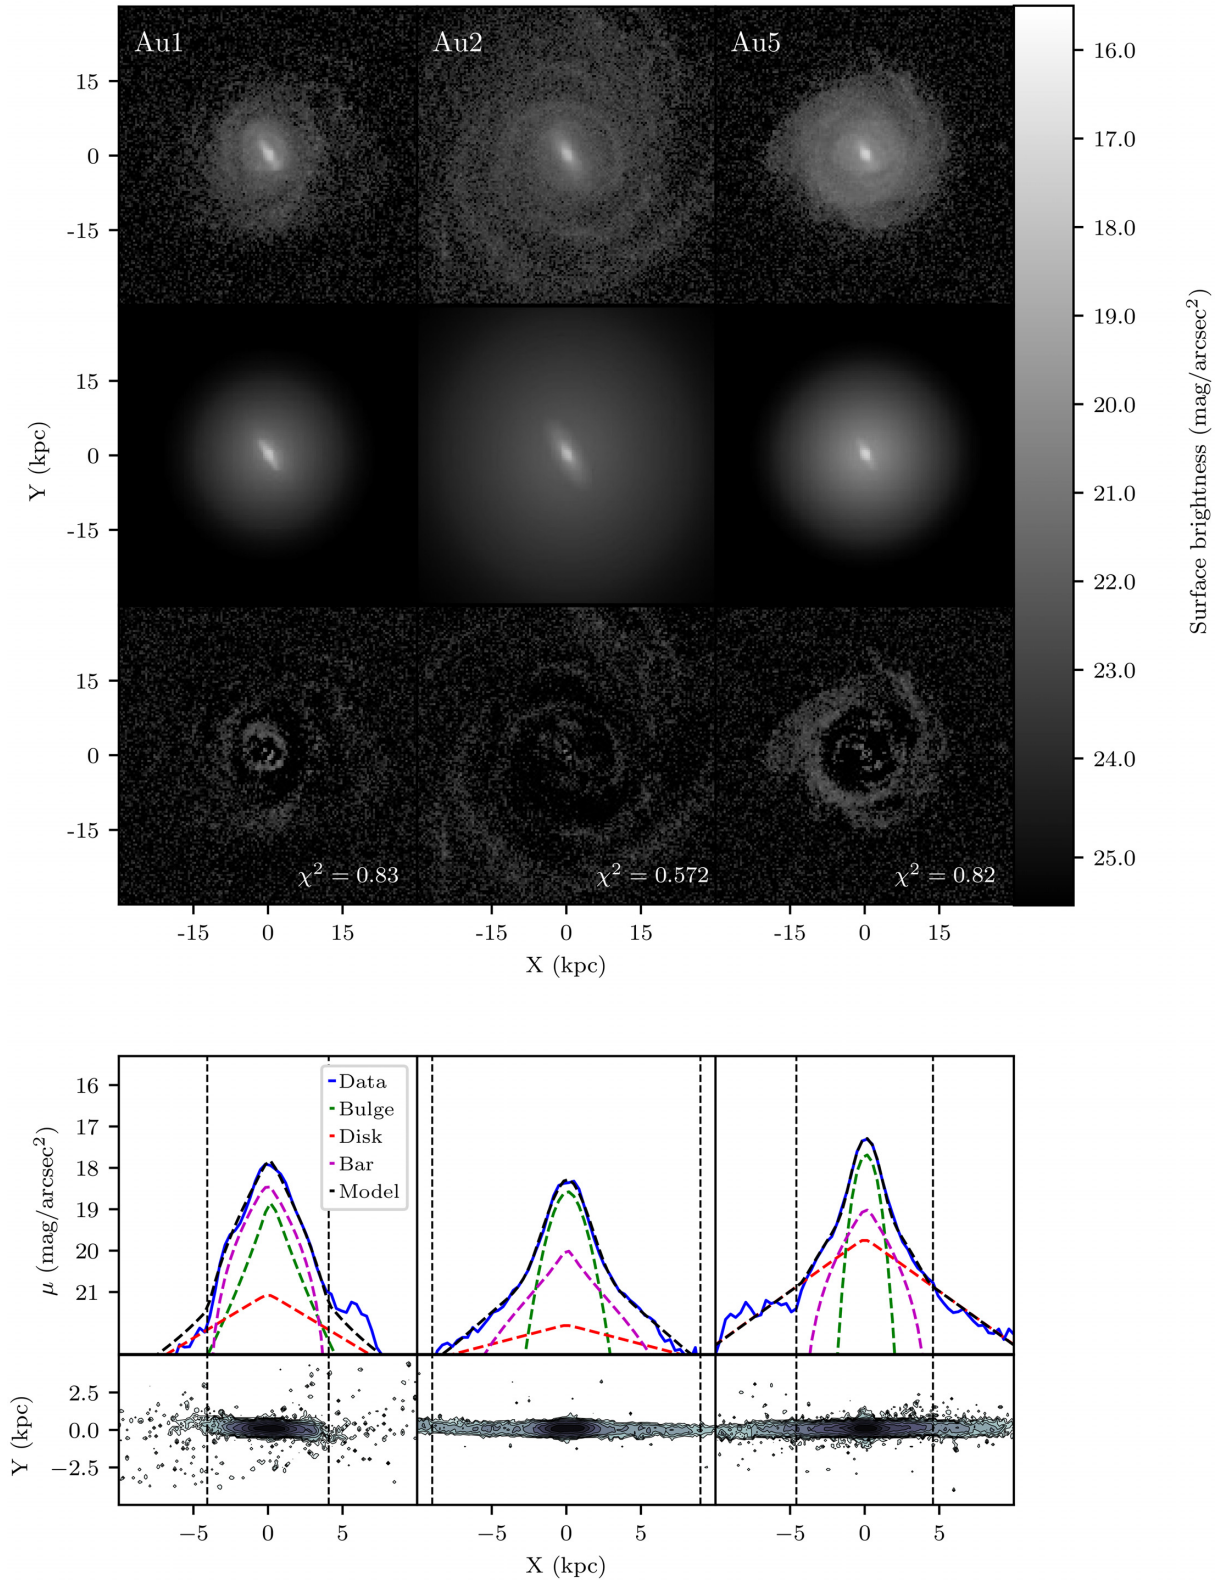 Au1 Au2 Au5
15
0
-15
15
0
-15
15
0
-15
Y (kpc)
χ² = 0.83 χ² = 0.572 χ² = 0.82
-15 0 15 -15 0 15 -15 0 15
X (kpc)
16.0
17.0
18.0
19.0
20.0
21.0
22.0
23.0
24.0
25.0
Surface brightness (mag/arcsec²)
16
17
18
19
20
21
μ (mag/arcsec²)
Data
Bulge
Disk
Bar
Model
2.5
0.0
−2.5
Y (kpc)
−5 0 5 −5 0 5 −5 0 5
X (kpc)